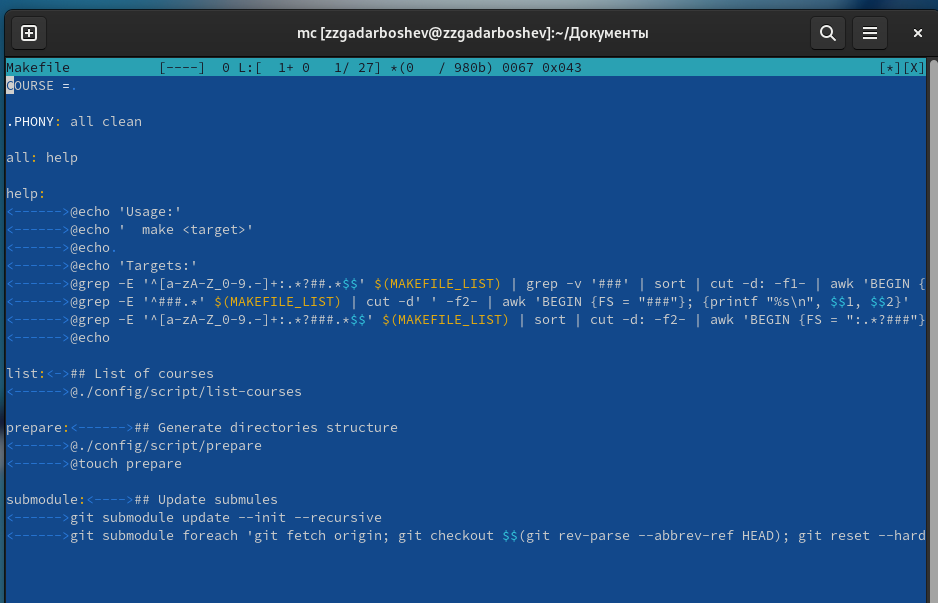 mc [zzgadarboshev@zzgadarboshev]:~/Документы
Makefile [----] 0 L:[ 1+ 0 1/ 27] *(0 / 980b) 0067 0x043 [*][X]
COURSE =.
.PHONY: all clean
all: help
help:
<------>@echo 'Usage:'
<------>@echo '  make <target>'
<------>@echo.
<------>@echo 'Targets:'
<------>@grep -E '^[a-zA-Z_0-9.-]+:.*?##.*$$' $(MAKEFILE_LIST) | grep -v '###' | sort | cut -d: -f1- | awk 'BEGIN {
<------>@grep -E '^###.*' $(MAKEFILE_LIST) | cut -d' ' -f2- | awk 'BEGIN {FS = "###"}; {printf "%s\n", $$1, $$2}'
<------>@grep -E '^[a-zA-Z_0-9.-]+:.*?###.*$$' $(MAKEFILE_LIST) | sort | cut -d: -f2- | awk 'BEGIN {FS = ":.*?###"}
<------>@echo
list:<->## List of courses
<------>@./config/script/list-courses
prepare:<------>## Generate directories structure
<------>@./config/script/prepare
<------>@touch prepare
submodule:<---->## Update submules
<------>git submodule update --init --recursive
<------>git submodule foreach 'git fetch origin; git checkout $$(git rev-parse --abbrev-ref HEAD); git reset --hard